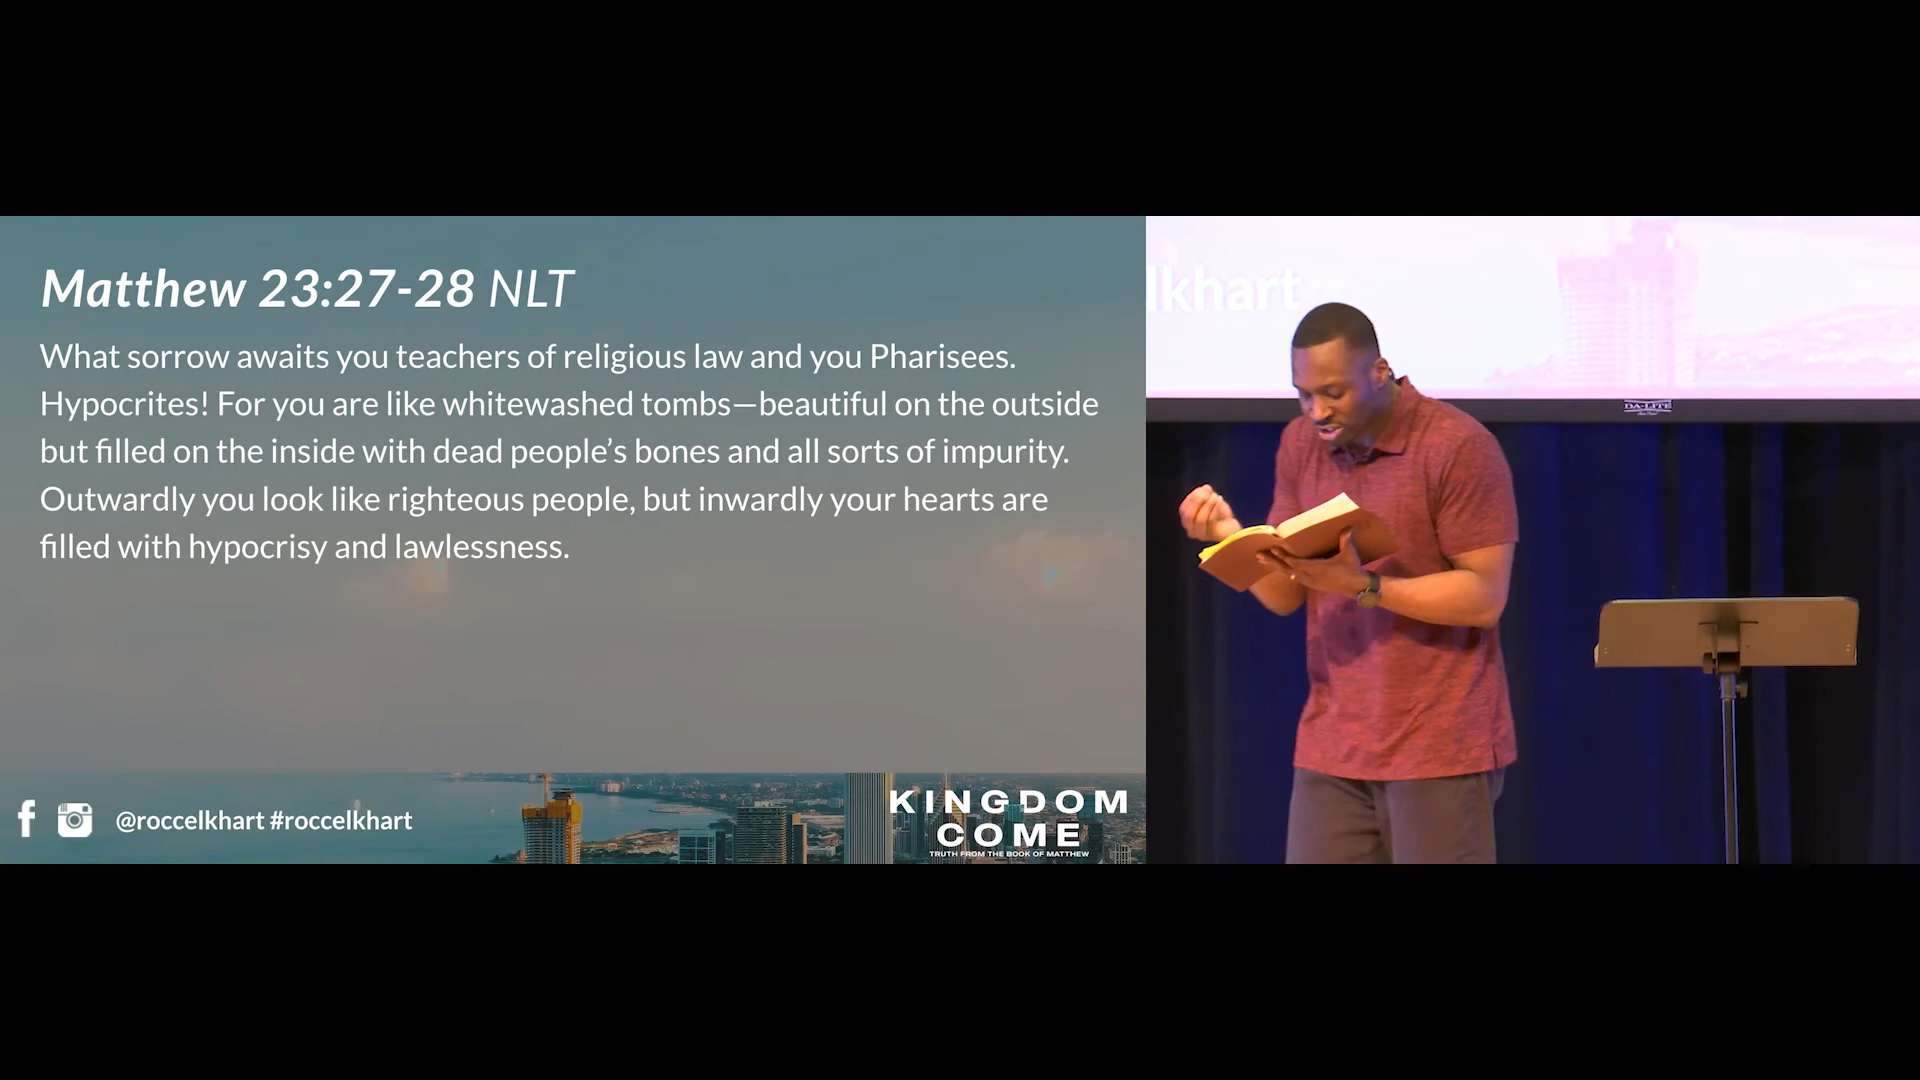 Matthew 23:27-28 NLT
What sorrow awaits you teachers of religious law and you Pharisees.
Hypocrites! For you are like whitewashed tombs—beautiful on the outside
but filled on the inside with dead people’s bones and all sorts of impurity.
Outwardly you look like righteous people, but inwardly your hearts are
filled with hypocrisy and lawlessness.
@roccelkhart #roccelkhart
KINGDOM
COME
TRUTH FROM THE BOOK OF MATTHEW
lkhart
DA-LITE